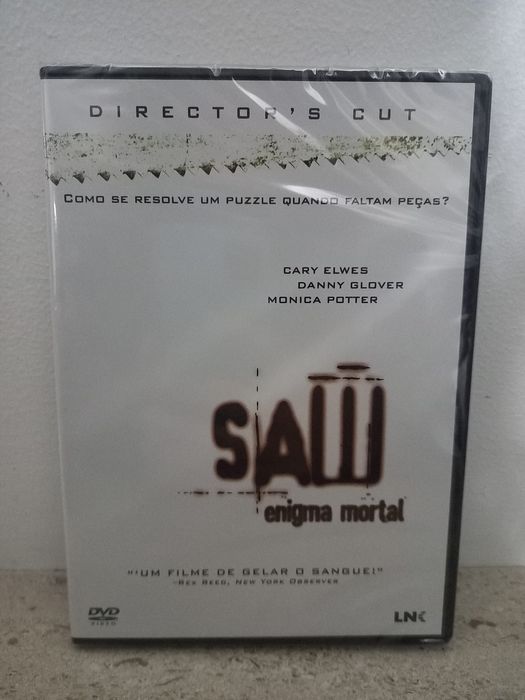 DIRECTOR'S CUT
COMO SE RESOLVE UM PUZZLE QUANDO FALTAM PEÇAS?
CARY ELWES
DANNY GLOVER
MONICA POTTER
SAW
enigma mortal
"'UM FILME DE GELAR O SANGUE!"
-REX REED, NEW YORK OBSERVER
DVD
VIDEO
LNK